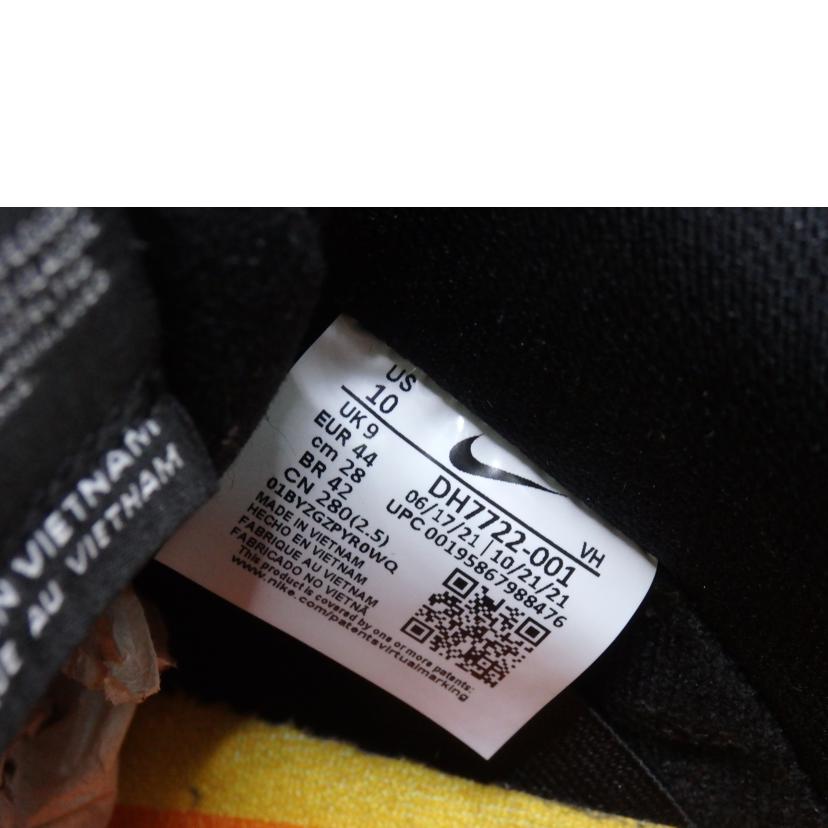 US
10
UK 9
EUR 44
cm 28
BR 42
CN 280(2.5)
01BYZGZPYR0WQ
MADE IN VIETNAM
HECHO EN VIETNAM
FABRIQUE AU VIETNAM
FABRICADO NO VIETNÃ
This product is covered by one or more patents:
www.nike.com/patentsvirtualmarking
VH
DH7722-001
06/17/21 | 10/21/21
UPC 00195867988476
VIETNAM
AU VIETHAM